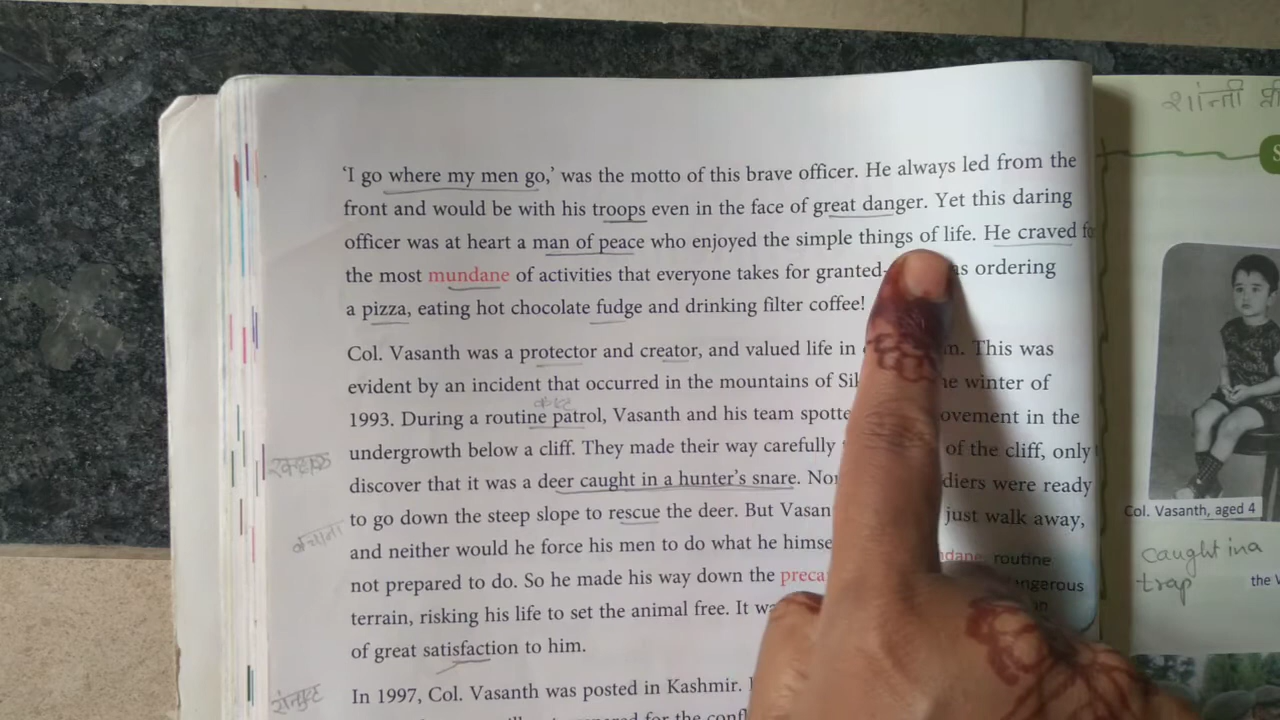 शांन्ती
'I go where my men go,' was the motto of this brave officer. He always led from the
front and would be with his troops even in the face of great danger. Yet this daring
officer was at heart a man of peace who enjoyed the simple things of life. He craved
the most mundane of activities that everyone takes for granted- ordering
a pizza, eating hot chocolate fudge and drinking filter coffee!
Col. Vasanth was a protector and creator, and valued life in This was
evident by an incident that occurred in the mountains of winter of
कष्ट
1993. During a routine patrol, Vasanth and his team in the
undergrowth below a cliff. They made their way carefully of the cliff, only
discover that it was a deer caught in a hunter's snare. were ready
to go down the steep slope to rescue the deer. But just walk away,
बचाना
and neither would he force his men to do what he
not prepared to do. So he made his way down the
terrain, risking his life to set the animal free. It
of great satisfaction to him.
In 1997, Col. Vasanth was posted in Kashmir.
routine
Col. Vasanth, aged 4
caught in a
trap
the